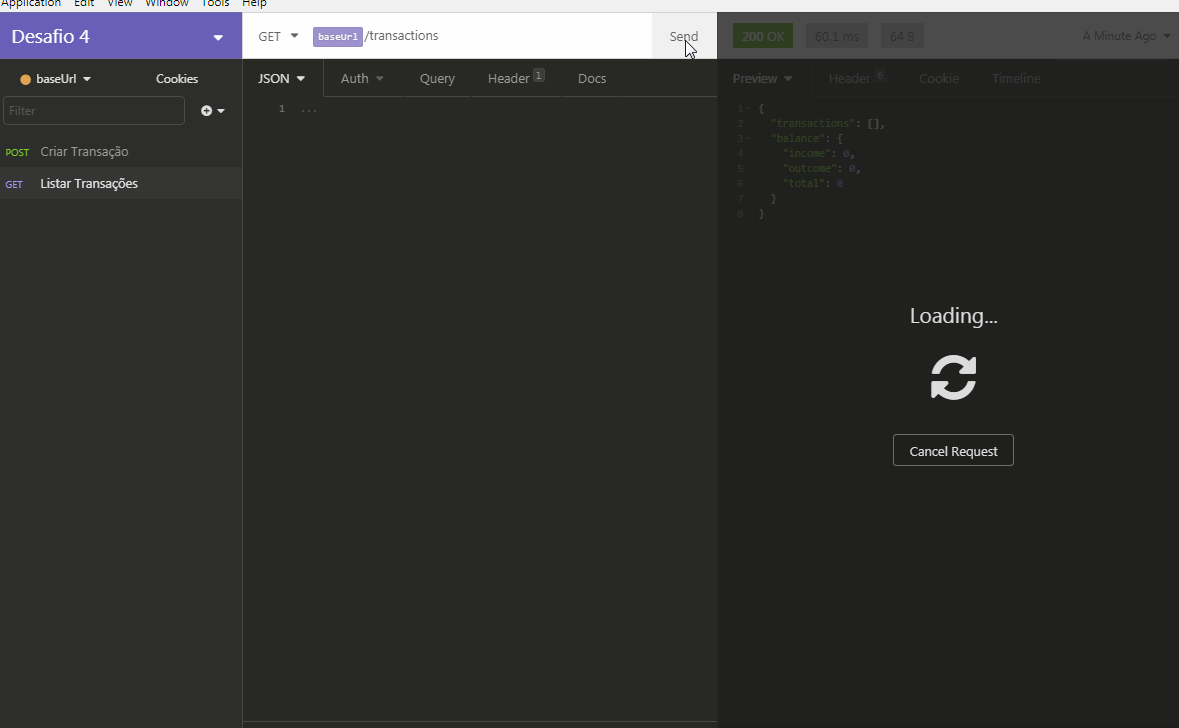 Application Edit View Window Tools Help
Desafio 4
GET baseUrl /transactions Send
200 OK 60.1 ms 64 B A Minute Ago
baseUrl Cookies
JSON Auth Query Header 1 Docs
Preview Header 6 Cookie Timeline
Filter
POST Criar Transação
GET Listar Transações
1 ...
1 {
2 "transactions": [],
3 "balance": {
4 "income": 0,
5 "outcome": 0,
6 "total": 0
7 }
8 }
Loading...
Cancel Request